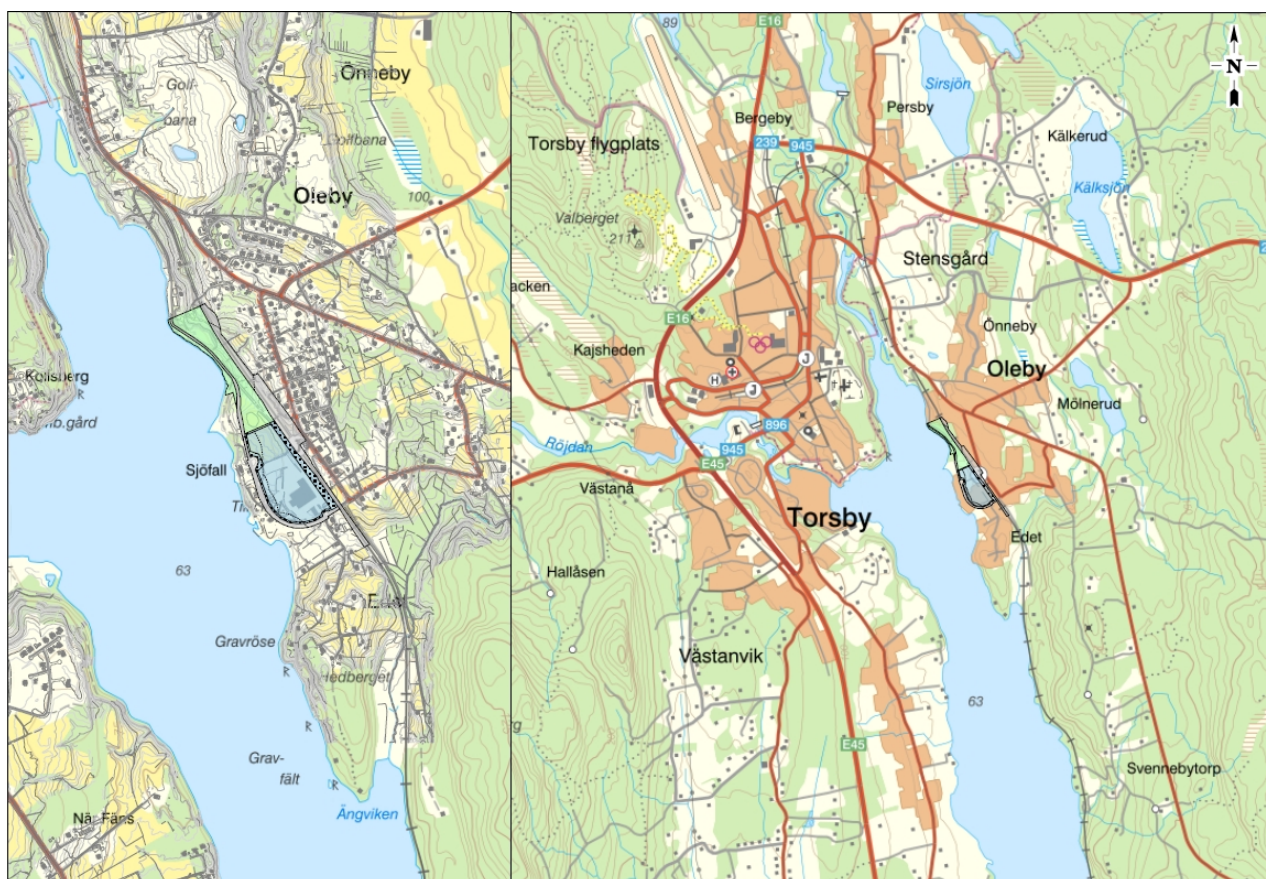 Önneby
Golf-
bana
Golfbana
Oleby
100
Kollsberg
R
Sjöfall
63
Gravröse
R
Hedberget
R
Grav-
fält
R
Ängviken
När Fäns
89
E16
N
Sirsjön
Persby
Bergeby
Kälkerud
Torsby flygplats
239
945
Kälksjön
Valberget
211
Stensgård
acken
E16
Önneby
Kajsheden
Oleby
H
J
J
Mölnerud
896
Röjdan
945
E45
R
Västanå
Torsby
Edet
Hallåsen
Västanvik
63
E45
Svennebytorp